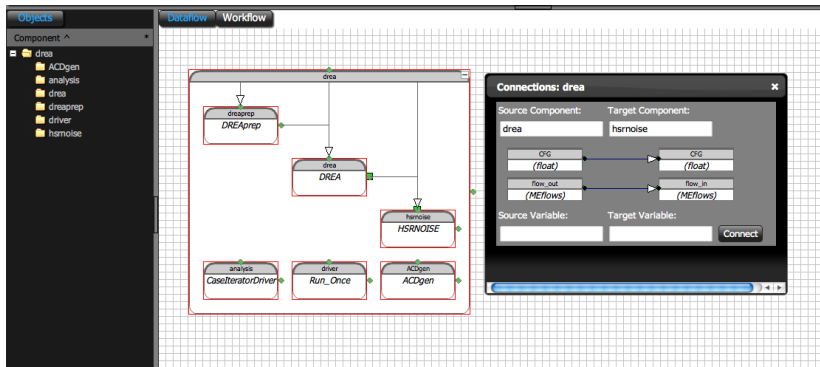 Objects
Component ^ *
drea
ACDgen
analysis
drea
dreaprep
driver
hsrnoise
Dataflow Workflow
drea
dreaprep
DREAprep
drea
DREA
hsrnoise
HSRNOISE
analysis
CaseIteratorDriver
driver
Run_Once
ACDgen
ACDgen
Connections: drea
Source Component: Target Component:
drea hsrnoise
CFG CFG
(float) (float)
flow_out flow_in
(MEflows) (MEflows)
Source Variable: Target Variable:
Connect